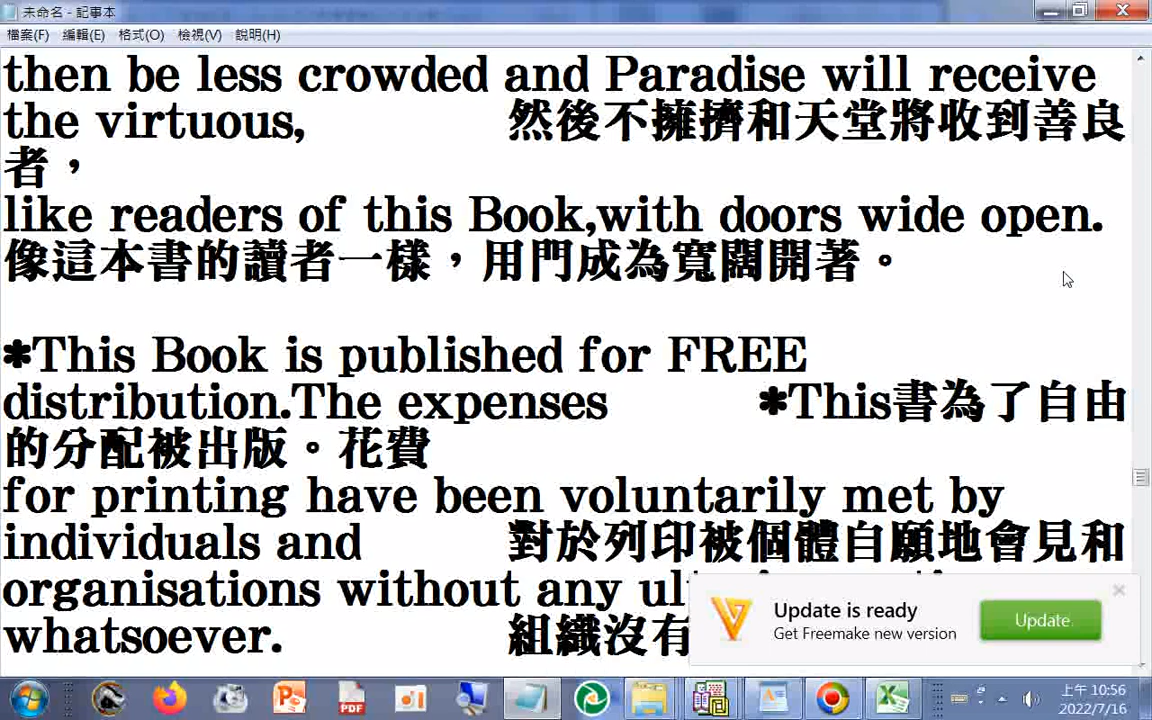 未命名 - 記事本
檔案(F) 編輯(E) 格式(O) 檢視(V) 說明(H)
then be less crowded and Paradise will receive
the virtuous, 然後不擁擠和天堂將收到善良
者，
like readers of this Book,with doors wide open.
像這本書的讀者一樣，用門成為寬闊開著。
*This Book is published for FREE
distribution.The expenses *This書為了自由
的分配被出版。花費
for printing have been voluntarily met by
individuals and 對於列印被個體自願地會見和
organisations without any
whatsoever. 組織沒有
Update is ready
Get Freemake new version
Update
PDF
上午 10:56
2022/7/16